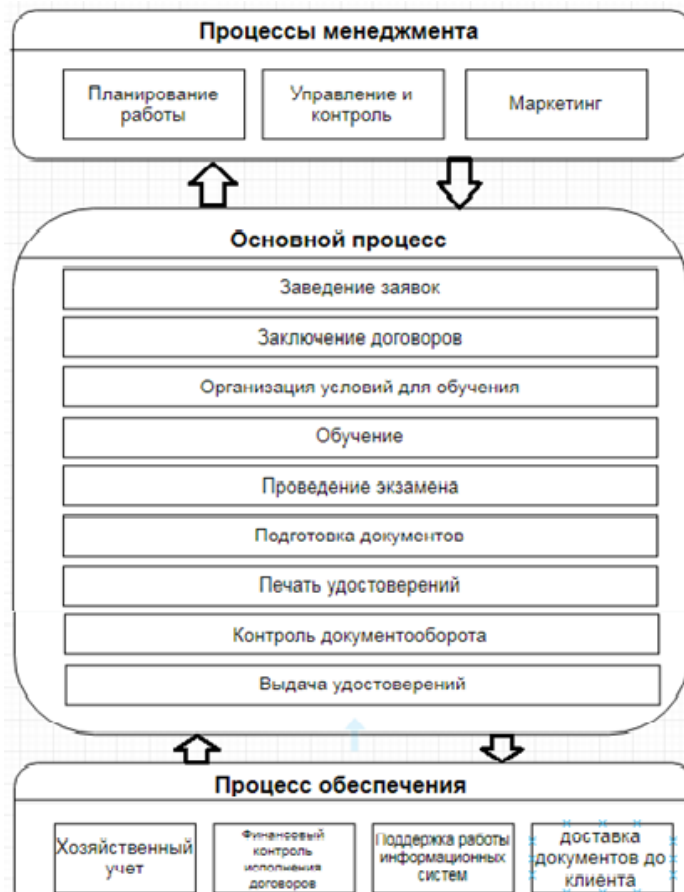 Процессы менеджмента
Планирование
работы
Управление и
контроль
Маркетинг
Основной процесс
Заведение заявок
Заключение договоров
Организация условий для обучения
Обучение
Проведение экзамена
Подготовка документов
Печать удостоверений
Контроль документооборота
Выдача удостоверений
Процесс обеспечения
Хозяйственный
учет
Финансовый
контроль
исполнения
договоров
Поддержка работы
информационных
систем
доставка
документов до
клиента